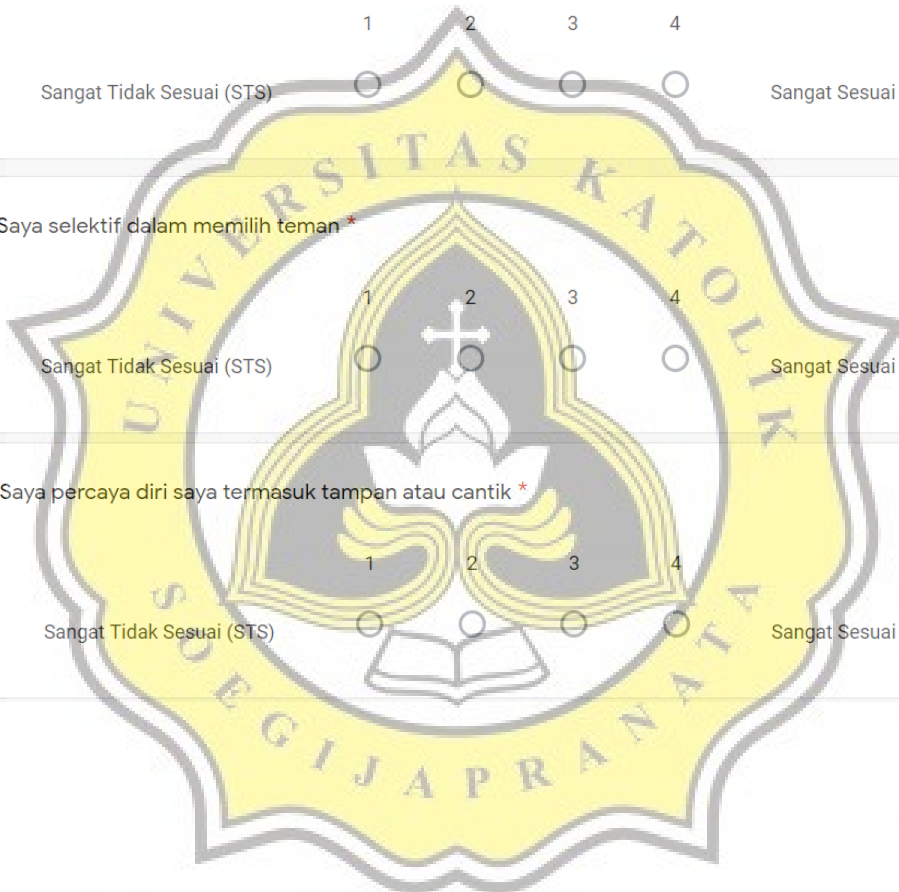 1 2 3 4
Sangat Tidak Sesuai (STS) Sangat Sesuai
Saya selektif dalam memilih teman *
1 2 3 4
Sangat Tidak Sesuai (STS) Sangat Sesuai
Saya percaya diri saya termasuk tampan atau cantik *
1 2 3 4
Sangat Tidak Sesuai (STS) Sangat Sesuai
UNIVERSITAS KATOLIK
SOEGIJAPRANATA